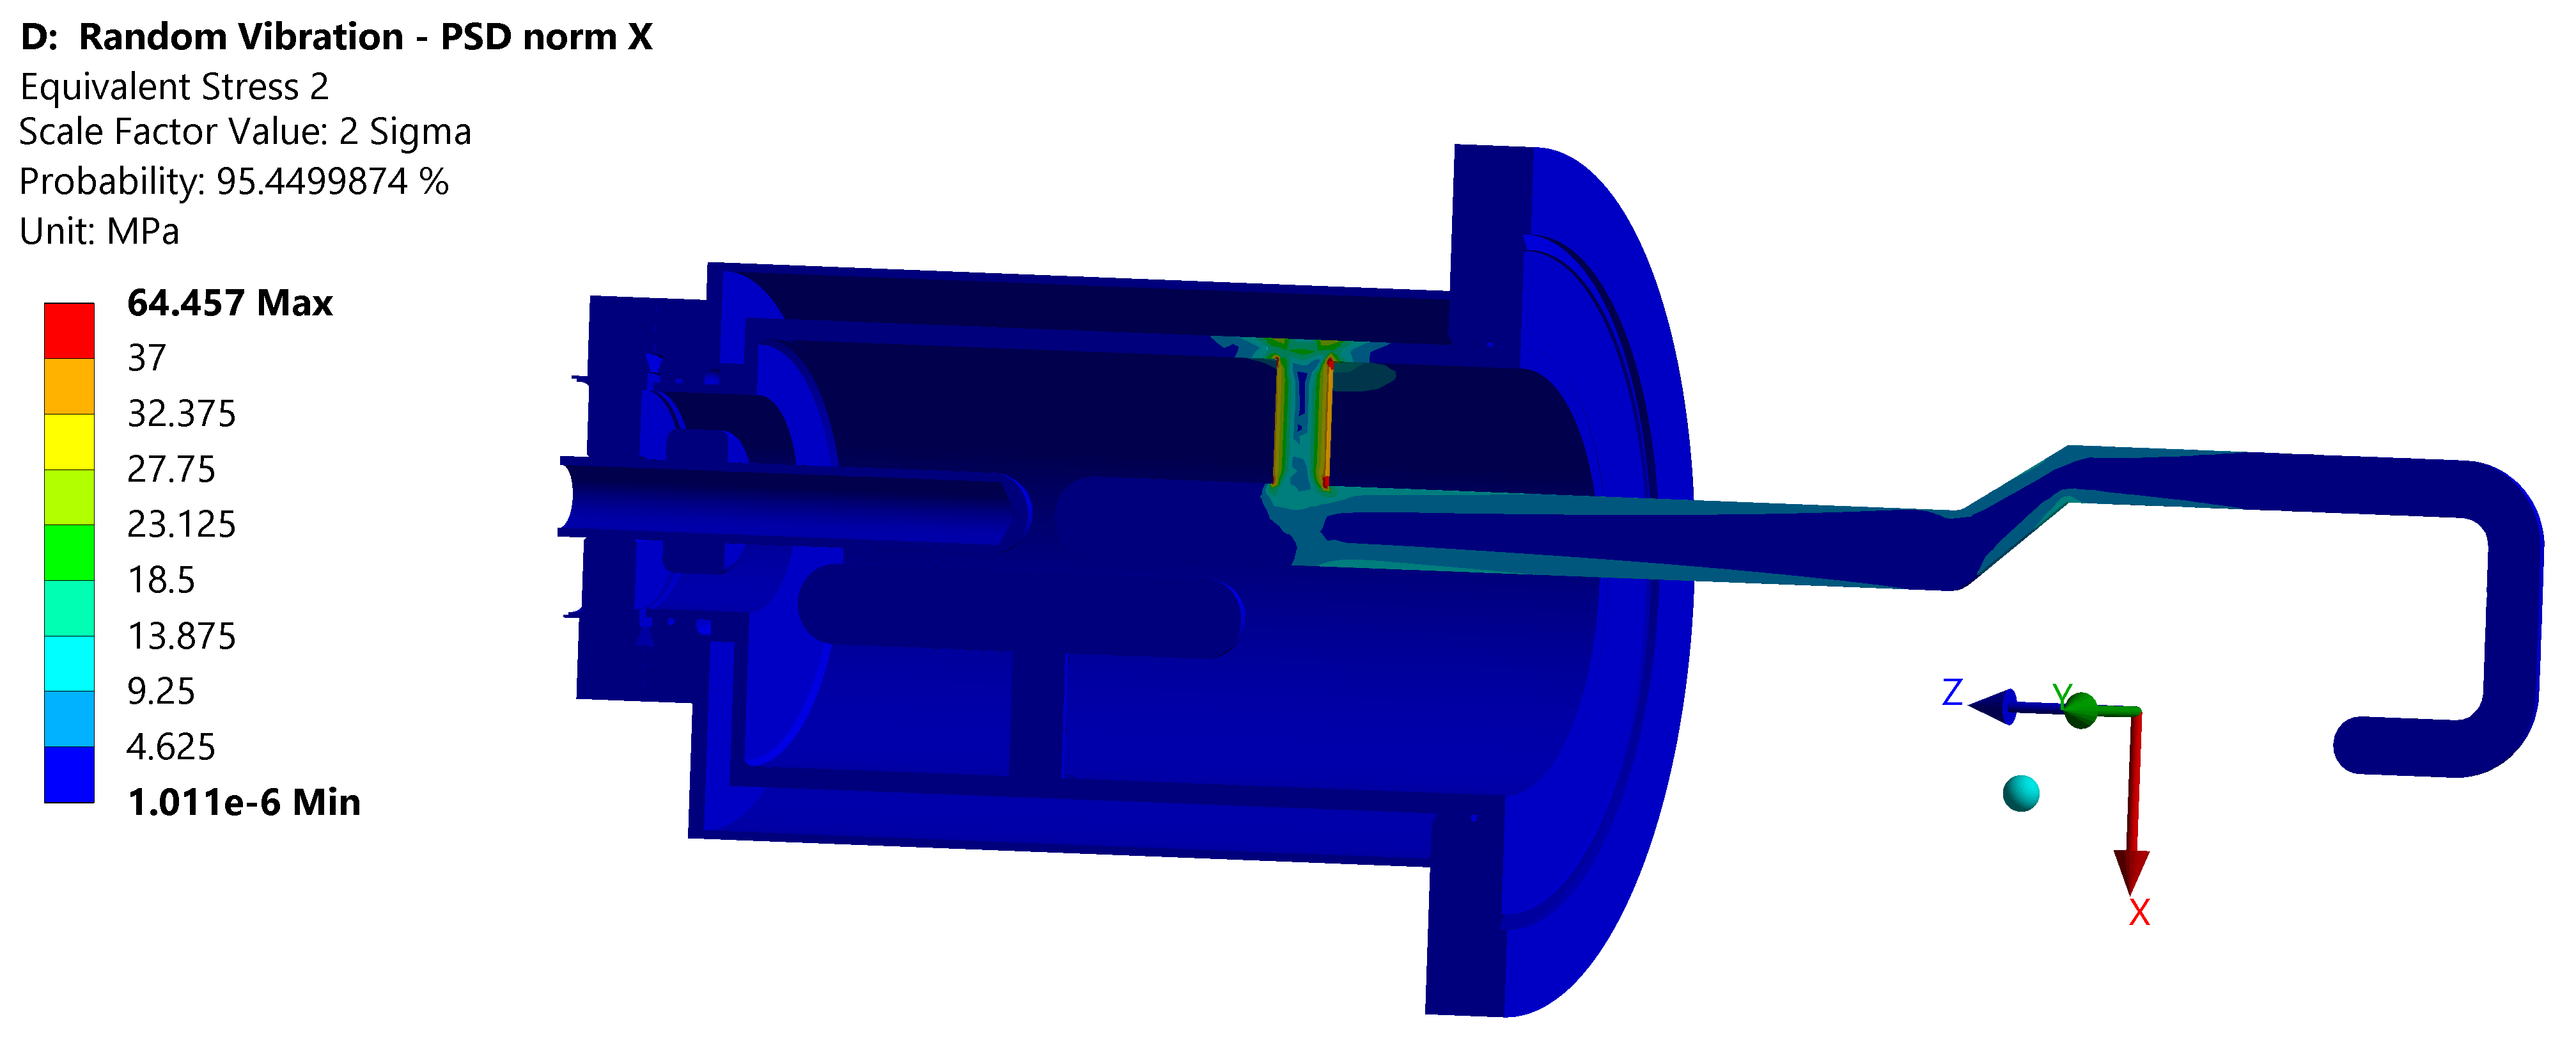 D: Random Vibration - PSD norm X
Equivalent Stress 2
Scale Factor Value: 2 Sigma
Probability: 95.4499874 %
Unit: MPa
64.457 Max
37
32.375
27.75
23.125
18.5
13.875
9.25
4.625
1.011e-6 Min
Z
Y
X